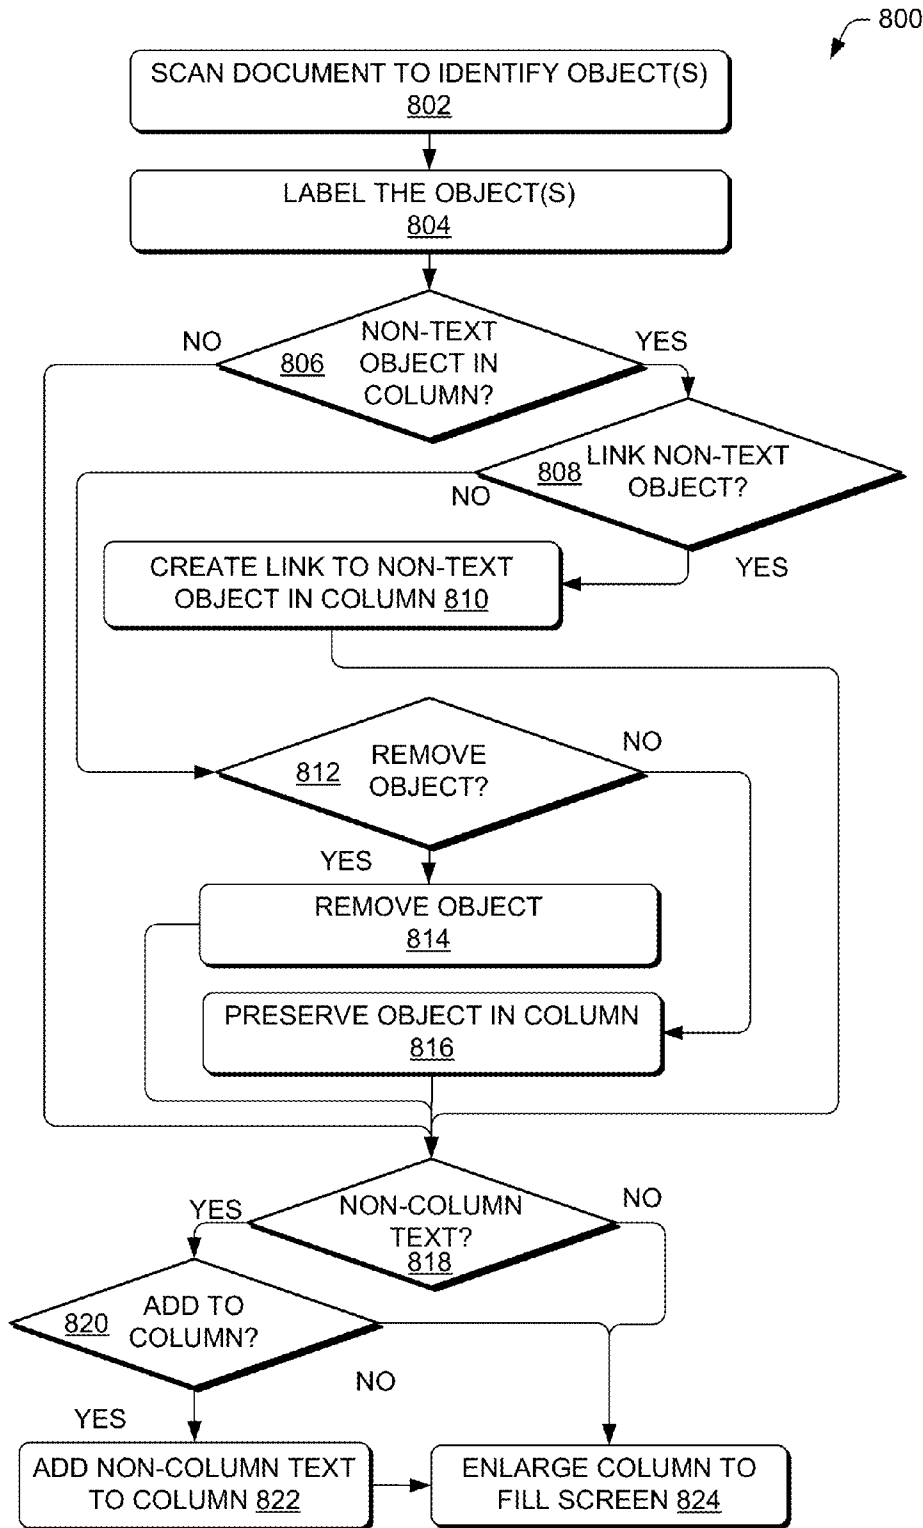 800
SCAN DOCUMENT TO IDENTIFY OBJECT(S)
802
LABEL THE OBJECT(S)
804
NO
NON-TEXT
806 OBJECT IN
COLUMN?
YES
808 LINK NON-TEXT
OBJECT?
NO
YES
CREATE LINK TO NON-TEXT
OBJECT IN COLUMN 810
NO
812 REMOVE
OBJECT?
YES
REMOVE OBJECT
814
PRESERVE OBJECT IN COLUMN
816
YES
NON-COLUMN
TEXT?
818
NO
820 ADD TO
COLUMN?
NO
YES
ADD NON-COLUMN TEXT
TO COLUMN 822
ENLARGE COLUMN TO
FILL SCREEN 824